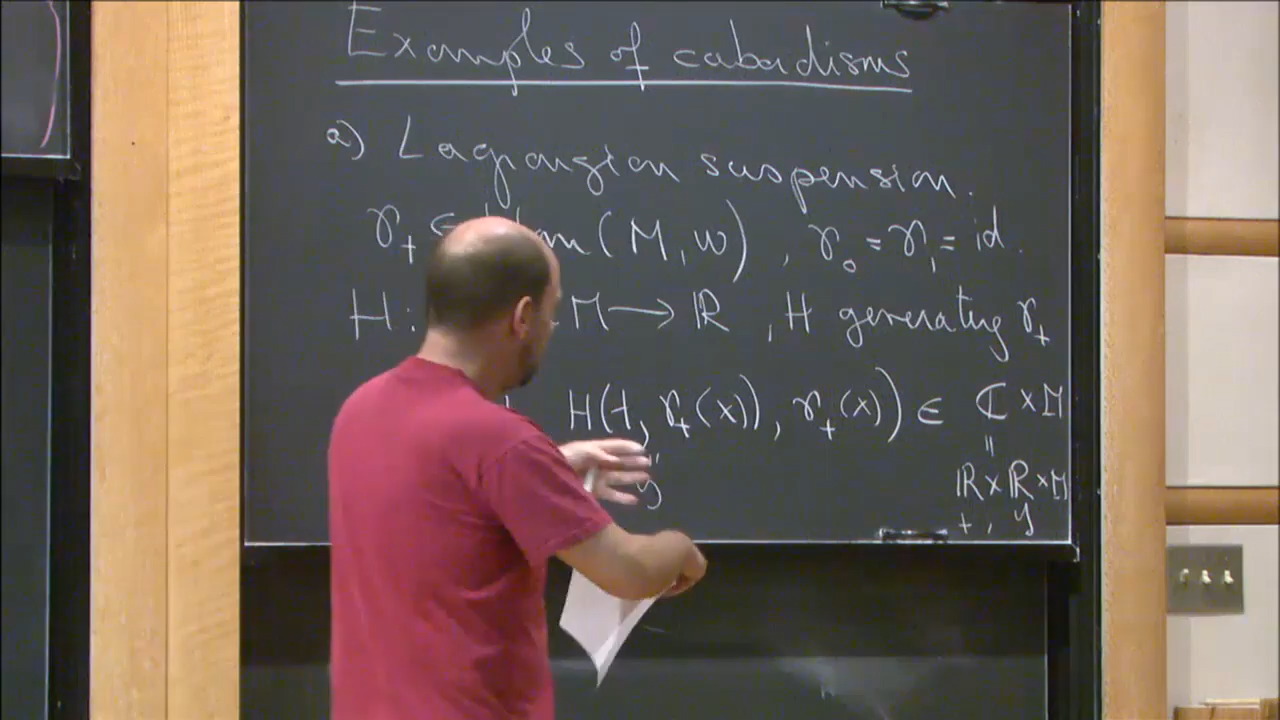 Examples of cobordisms
a) Lagrangian suspension.
γ_t ∈ (M, ω), γ_0 = γ_1 = id.
H: M → ℝ, H generating γ_t
H(t, γ_t(x)), γ_t(x)) ∈ ℂ × M
" =
y ℝ × ℝ × M
t, y